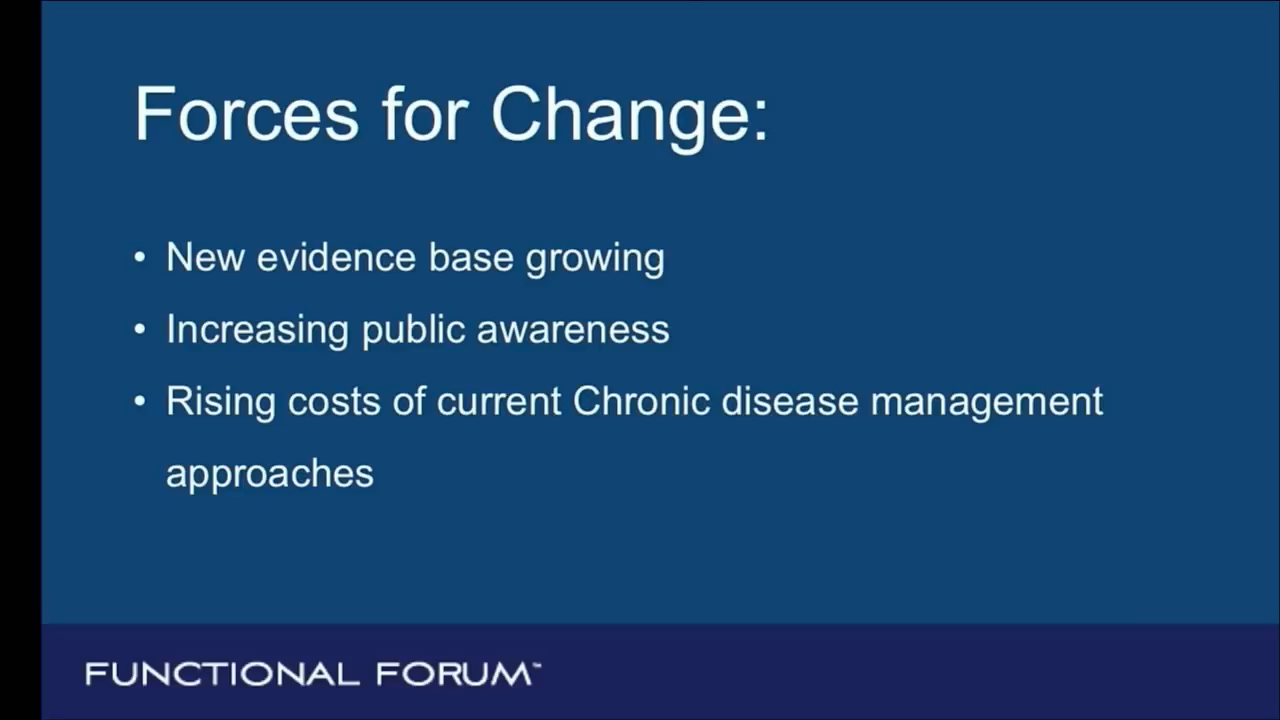 Forces for Change:
• New evidence base growing
• Increasing public awareness
• Rising costs of current Chronic disease management
approaches
FUNCTIONAL FORUM™